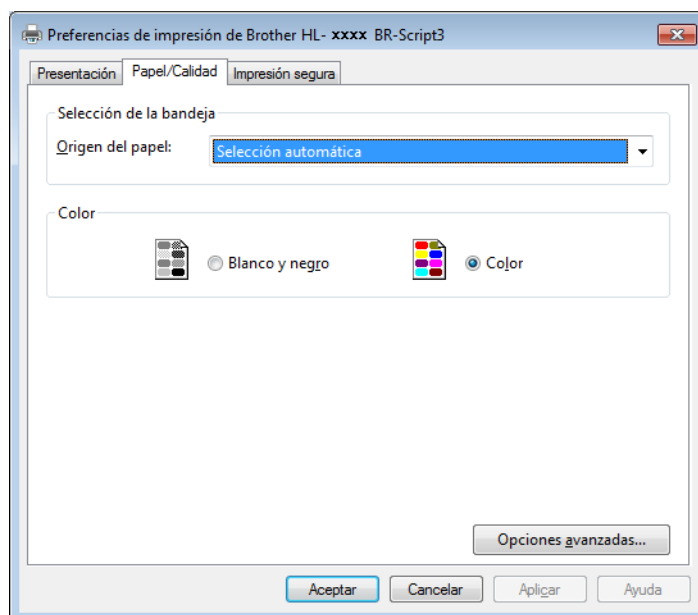 Preferencias de impresión de Brother HL- xxxx BR-Script3
Presentación Papel/Calidad Impresión segura
Selección de la bandeja
Origen del papel: Selección automática
Color
Blanco y negro Color
Opciones avanzadas...
Aceptar Cancelar Aplicar Ayuda